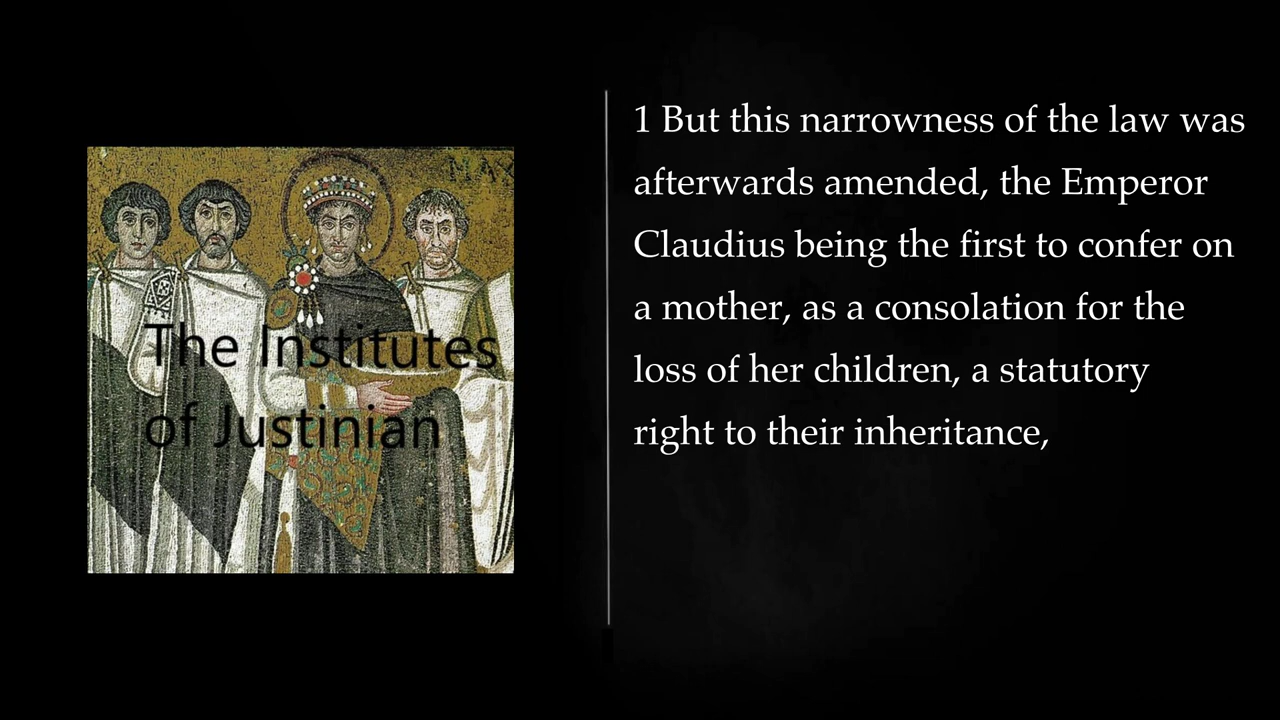 MAX
The Institutes
of Justinian
1 But this narrowness of the law was
afterwards amended, the Emperor
Claudius being the first to confer on
a mother, as a consolation for the
loss of her children, a statutory
right to their inheritance,